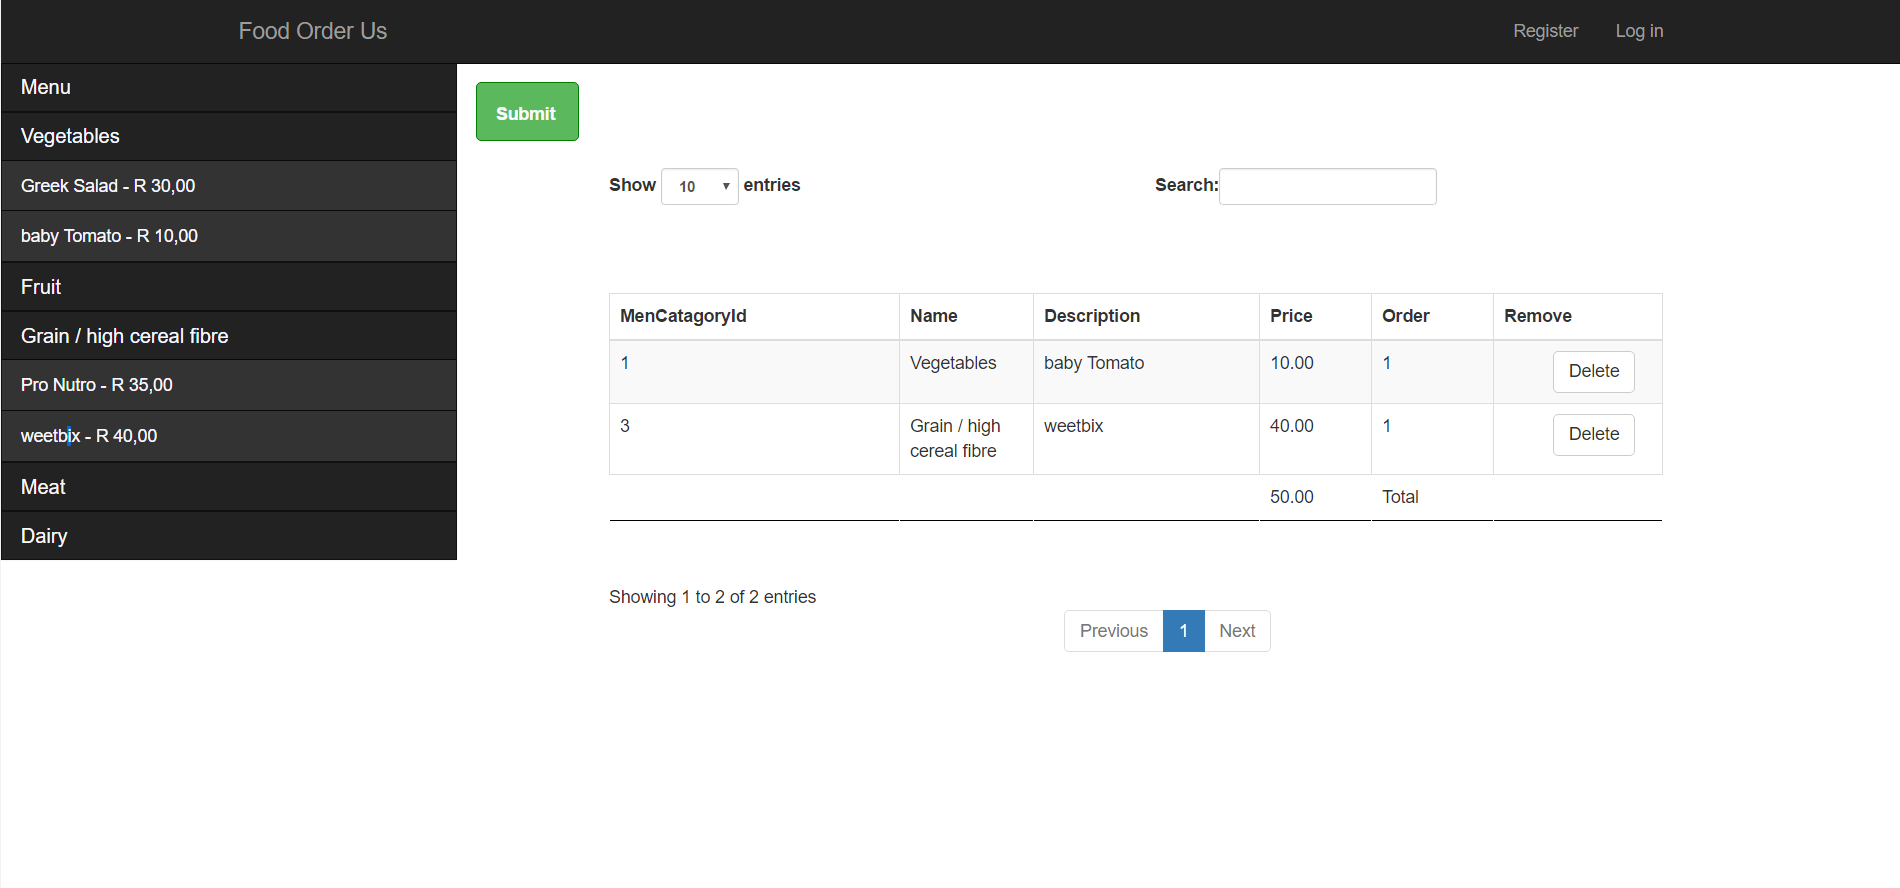 Food Order Us Register Log in
Menu
Vegetables
Greek Salad - R 30,00
baby Tomato - R 10,00
Fruit
Grain / high cereal fibre
Pro Nutro - R 35,00
weetbix - R 40,00
Meat
Dairy
Submit
Show 10 entries Search:
MenCatagoryId Name Description Price Order Remove
1 Vegetables baby Tomato 10.00 1 Delete
3 Grain / high weetbix 40.00 1 Delete
cereal fibre
50.00 Total
Showing 1 to 2 of 2 entries
Previous 1 Next